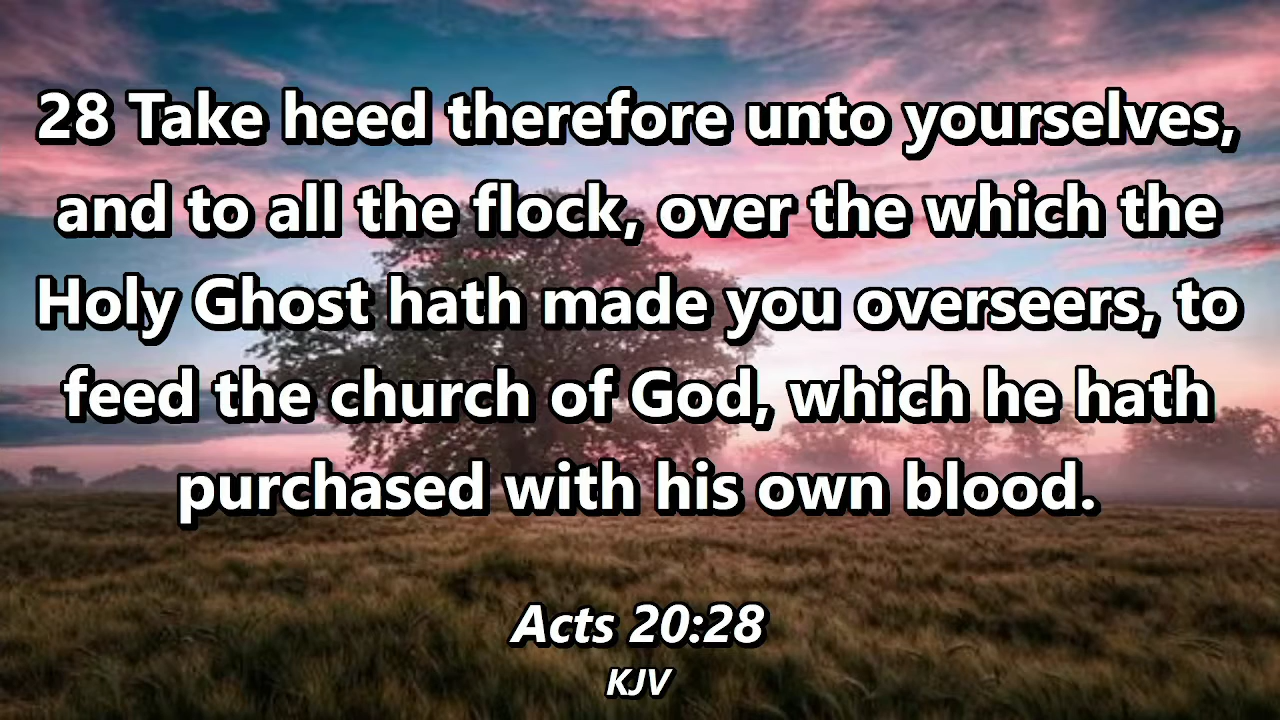 28 Take heed therefore unto yourselves,
and to all the flock, over the which the
Holy Ghost hath made you overseers, to
feed the church of God, which he hath
purchased with his own blood.
Acts 20:28
KJV